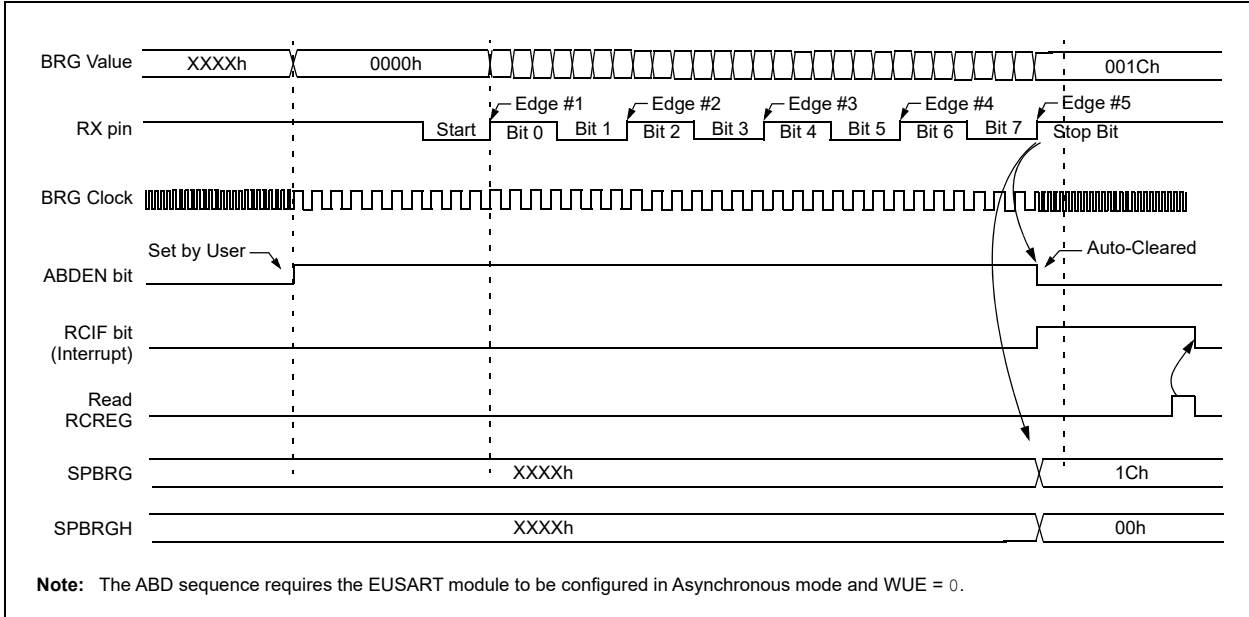 BRG Value XXXXh 0000h 001Ch
Edge #1 Edge #2 Edge #3 Edge #4 Edge #5
RX pin Start Bit 0 Bit 1 Bit 2 Bit 3 Bit 4 Bit 5 Bit 6 Bit 7 Stop Bit
BRG Clock
Set by User Auto-Cleared
ABDEN bit
RCIF bit
(Interrupt)
Read
RCREG
SPBRG XXXXh 1Ch
SPBRGH XXXXh 00h
Note: The ABD sequence requires the EUSART module to be configured in Asynchronous mode and WUE = 0.